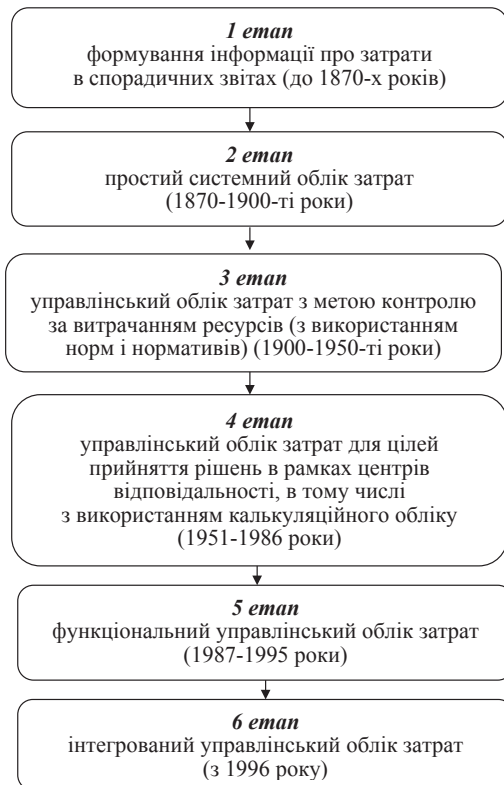 1 етап
формування інформації про затрати
в спорадичних звітах (до 1870-х років)
2 етап
простий системний облік затрат
(1870-1900-ті роки)
3 етап
управлінський облік затрат з метою контролю
за витрачанням ресурсів (з використанням
норм і нормативів) (1900-1950-ті роки)
4 етап
управлінський облік затрат для цілей
прийняття рішень в рамках центрів
відповідальності, в тому числі
з використанням калькуляційного обліку
(1951-1986 роки)
5 етап
функціональний управлінський облік затрат
(1987-1995 роки)
6 етап
інтегрований управлінський облік затрат
(з 1996 року)